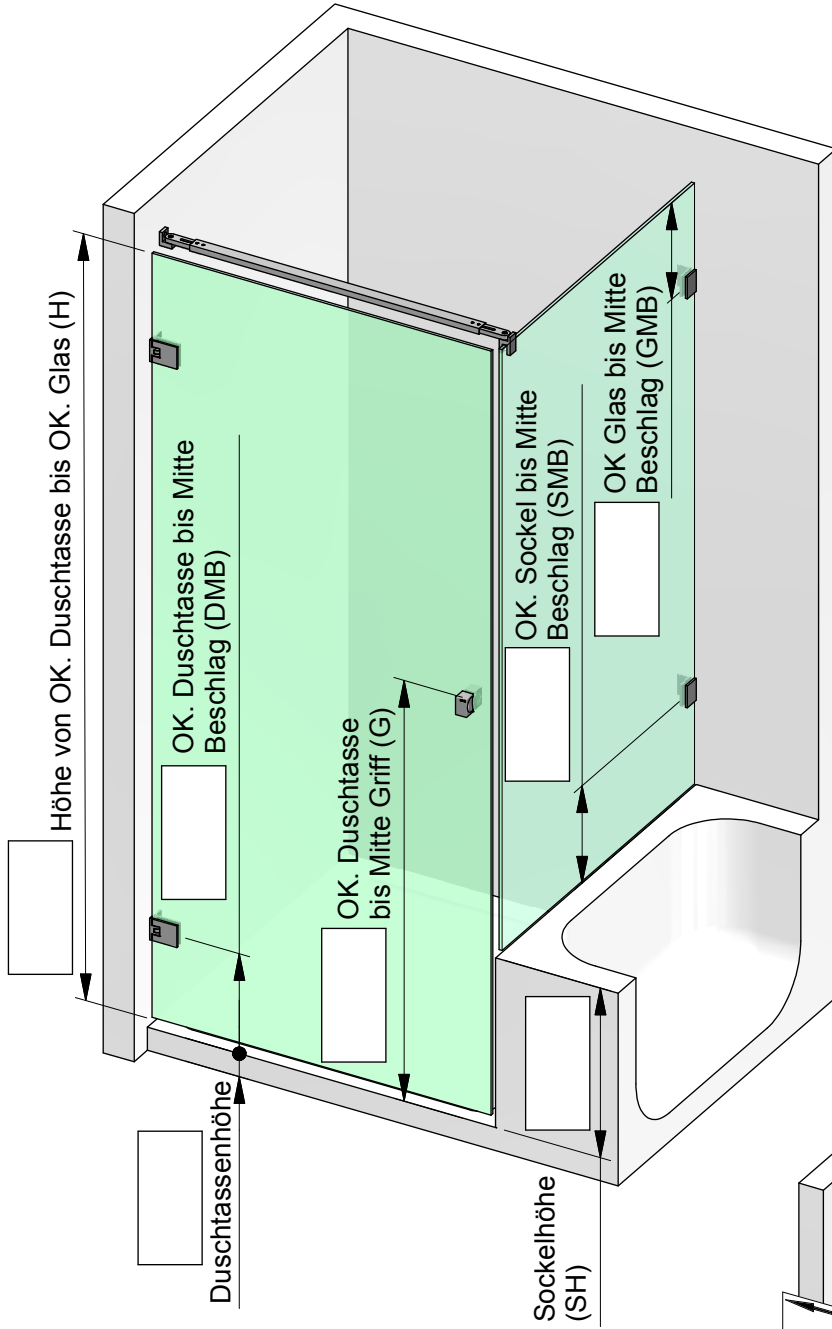 Höhe von OK. Duschtasse bis OK. Glas (H)
OK. Duschtasse bis Mitte
Beschlag (DMB)
Duschtassenhöhe
OK. Duschtasse
bis Mitte Griff (G)
OK. Sockel bis Mitte
Beschlag (SMB)
OK Glas bis Mitte
Beschlag (GMB)
Sockelhöhe
(SH)